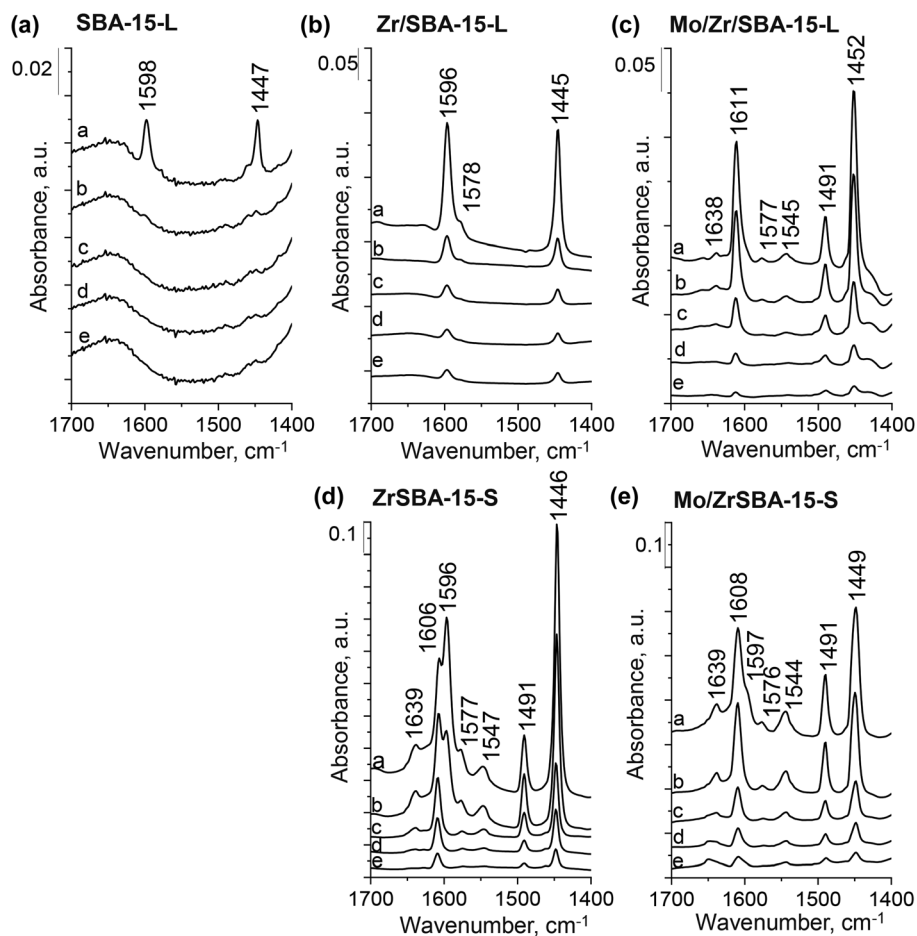 (a) SBA-15-L
0.02
1598
1447
a
b
c
d
e
Absorbance, a.u.
1700 1600 1500 1400
Wavenumber, cm-1
(b) Zr/SBA-15-L
0.05
1596
1578
1445
a
b
c
d
e
Absorbance, a.u.
1700 1600 1500 1400
Wavenumber, cm-1
(c) Mo/Zr/SBA-15-L
0.05
1638
1611
1577
1545
1491
1452
a
b
c
d
e
Absorbance, a.u.
1700 1600 1500 1400
Wavenumber, cm-1
(d) ZrSBA-15-S
0.1
1639
1606
1596
1577
1547
1491
1446
a
b
c
d
e
Absorbance, a.u.
1700 1600 1500 1400
Wavenumber, cm-1
(e) Mo/ZrSBA-15-S
0.1
1639
1608
1597
1576
1544
1491
1449
a
b
c
d
e
Absorbance, a.u.
1700 1600 1500 1400
Wavenumber, cm-1